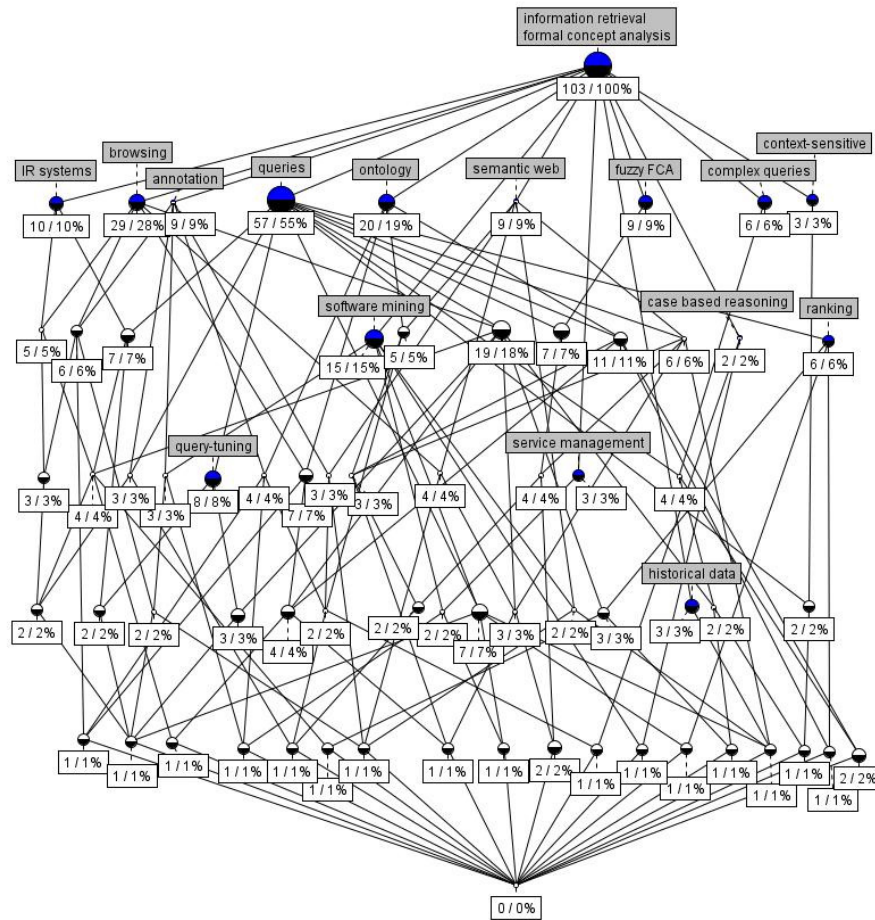 information retrieval
formal concept analysis
103 / 100%
context-sensitive
browsing
queries
IR systems
annotation
ontology
semantic web
fuzzy FCA
complex queries
10 / 10%
29 / 28%
9 / 9%
57 / 55%
20 / 19%
9 / 9%
9 / 9%
6 / 6%
3 / 3%
software mining
case based reasoning
ranking
5 / 5%
6 / 6%
7 / 7%
15 / 15%
5 / 5%
19 / 18%
7 / 7%
11 / 11%
6 / 6%
2 / 2%
6 / 6%
query-tuning
service management
3 / 3%
4 / 4%
3 / 3%
3 / 3%
8 / 8%
4 / 4%
7 / 7%
3 / 3%
3 / 3%
4 / 4%
4 / 4%
3 / 3%
4 / 4%
historical data
2 / 2%
2 / 2%
2 / 2%
3 / 3%
4 / 4%
2 / 2%
2 / 2%
2 / 2%
7 / 7%
3 / 3%
2 / 2%
3 / 3%
3 / 3%
2 / 2%
2 / 2%
1 / 1%
1 / 1%
1 / 1%
1 / 1%
1 / 1%
1 / 1%
1 / 1%
1 / 1%
1 / 1%
2 / 2%
1 / 1%
1 / 1%
1 / 1%
1 / 1%
1 / 1%
1 / 1%
1 / 1%
2 / 2%
0 / 0%